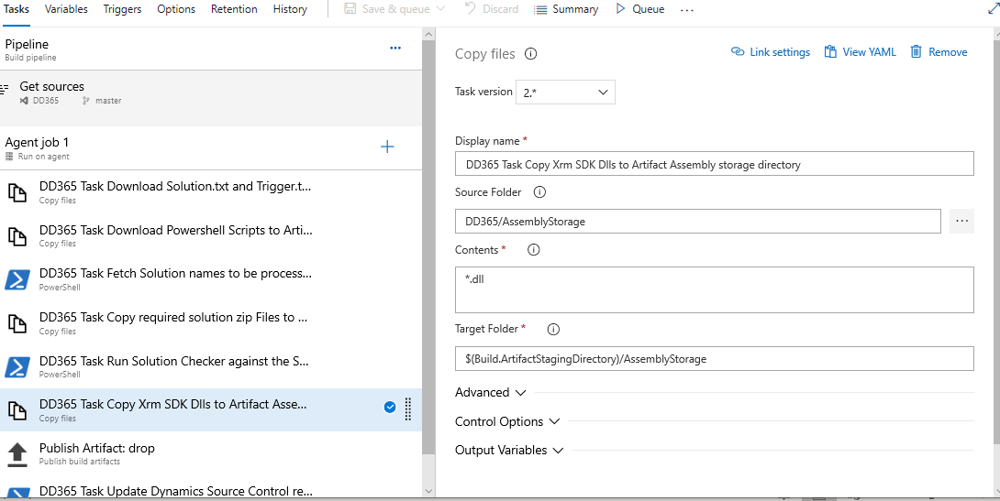 Tasks Variables Triggers Options Retention History Save & queue Discard Summary Queue ...
Pipeline
Build pipeline
...
Get sources
DD365 master
Agent job 1
Run on agent
DD365 Task Download Solution.txt and Trigger.t...
Copy files
DD365 Task Download Powershell Scripts to Arti...
Copy files
DD365 Task Fetch Solution names to be process...
PowerShell
DD365 Task Copy required solution zip Files to ...
Copy files
DD365 Task Run Solution Checker against the S...
PowerShell
DD365 Task Copy Xrm SDK Dlls to Artifact Asse...
Copy files
Publish Artifact: drop
Publish build artifacts
DD365 Task Update Dynamics Source Control re...
Copy files
Link settings View YAML Remove
Task version 2.*
Display name *
DD365 Task Copy Xrm SDK Dlls to Artifact Assembly storage directory
Source Folder
DD365/AssemblyStorage
...
Contents *
*.dll
Target Folder *
$(Build.ArtifactStagingDirectory)/AssemblyStorage
Advanced
Control Options
Output Variables